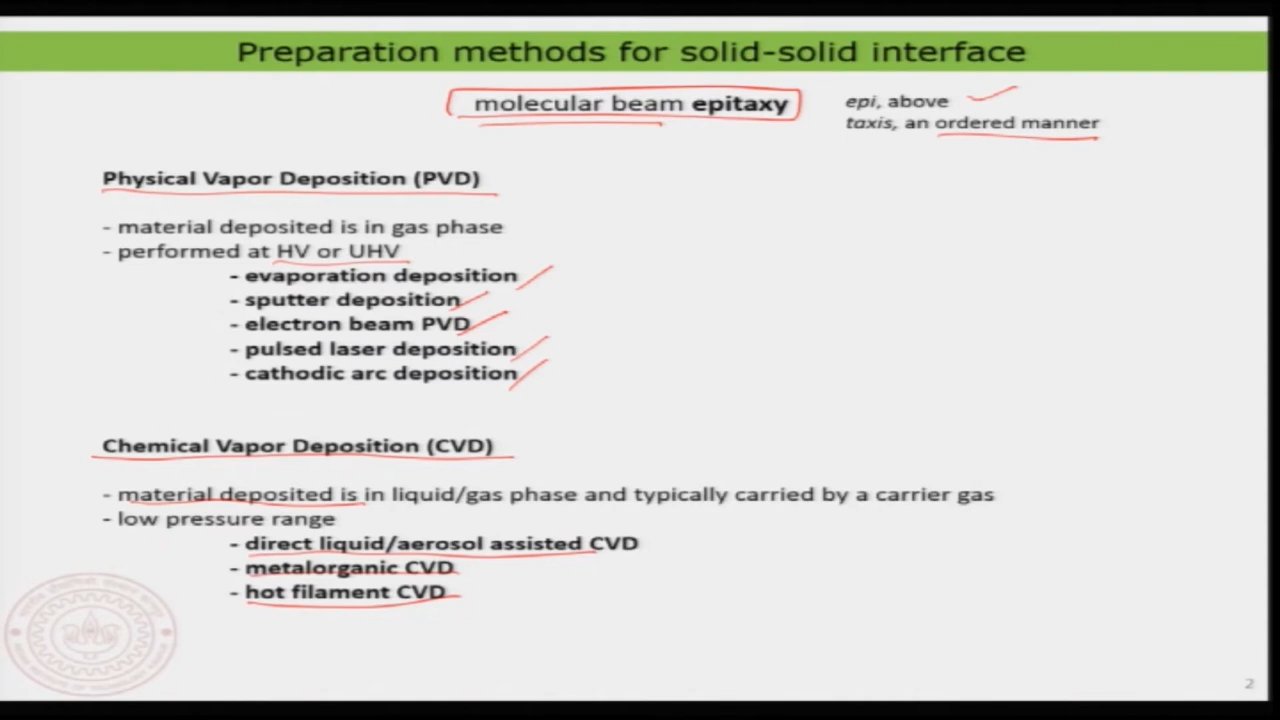 Preparation methods for solid-solid interface
molecular beam epitaxy
epi, above
taxis, an ordered manner
Physical Vapor Deposition (PVD)
- material deposited is in gas phase
- performed at HV or UHV
- evaporation deposition
- sputter deposition
- electron beam PVD
- pulsed laser deposition
- cathodic arc deposition
Chemical Vapor Deposition (CVD)
- material deposited is in liquid/gas phase and typically carried by a carrier gas
- low pressure range
- direct liquid/aerosol assisted CVD
- metalorganic CVD
- hot filament CVD
2